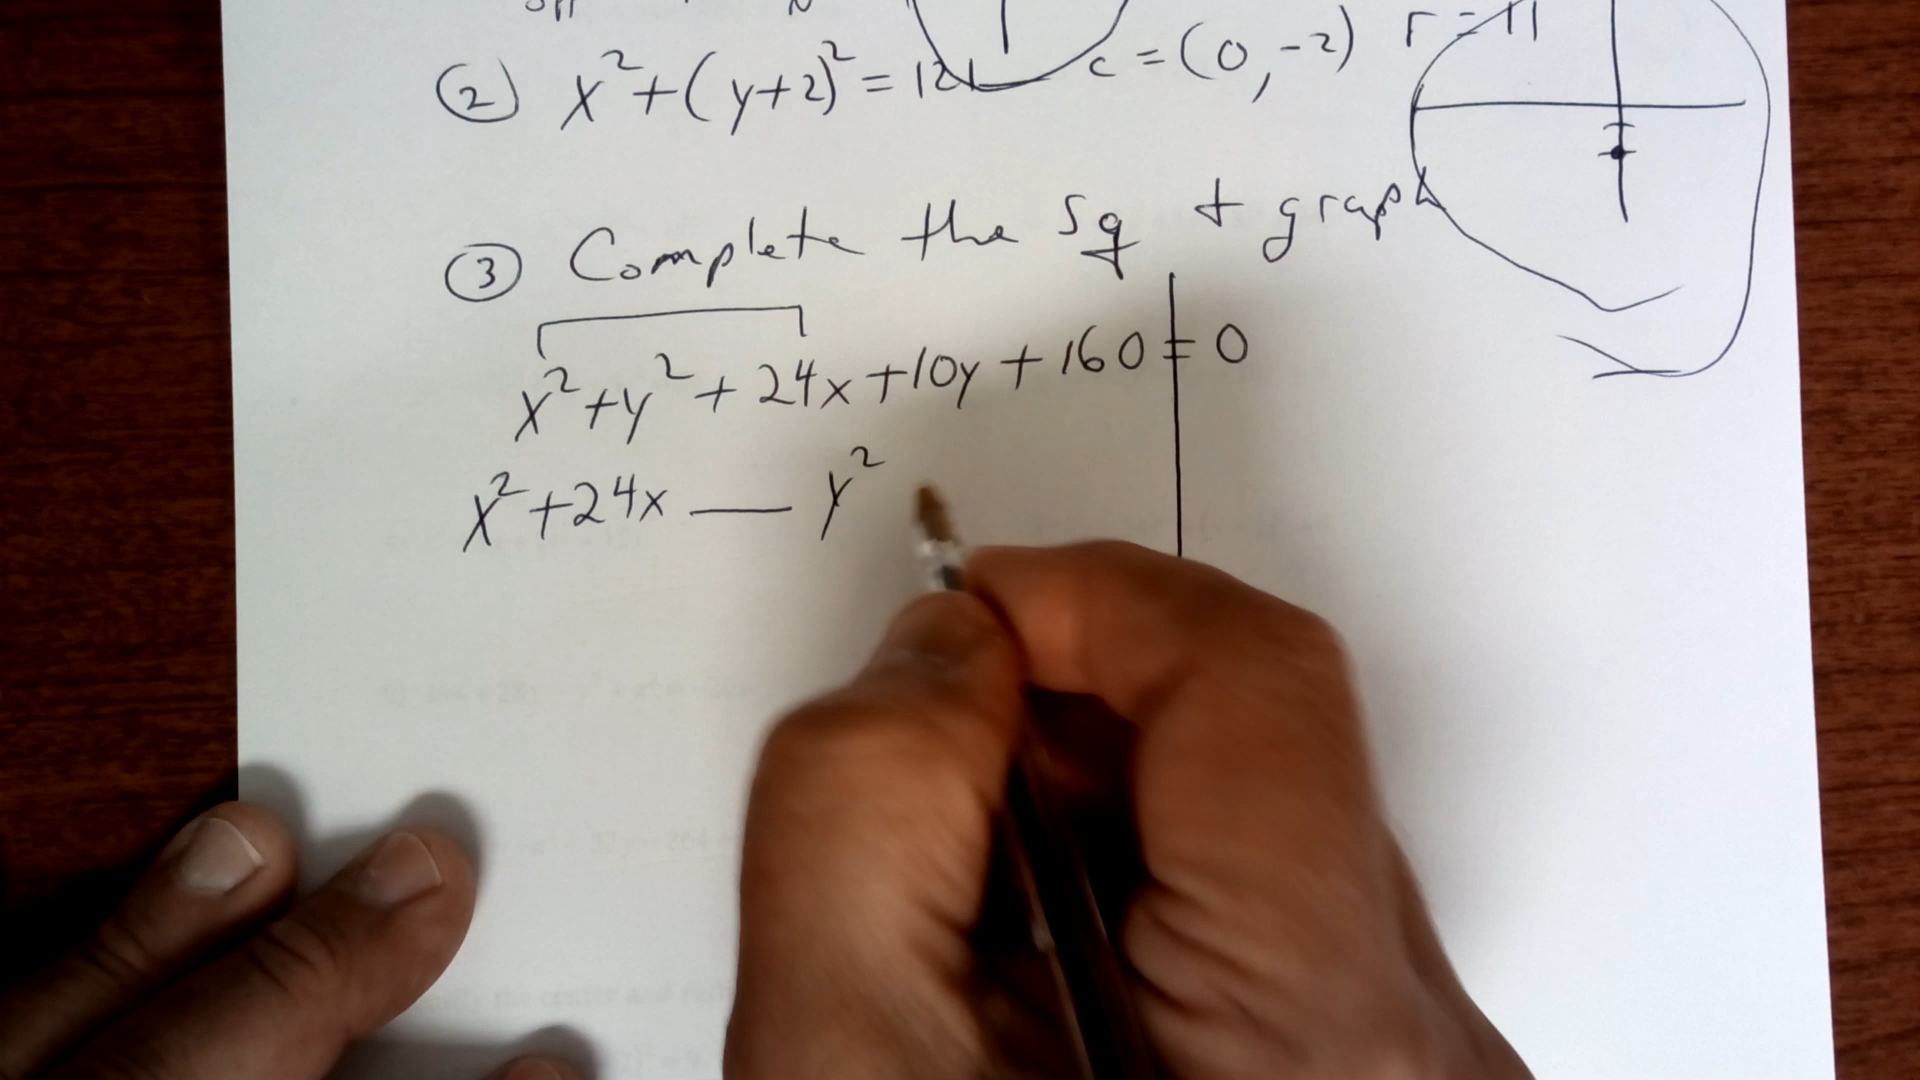 ② x²+(y+2)²=121 c=(0,-2) r=11
③ Complete the Sq + graph
x²+y²+24x+10y+160=0
x²+24x __ y²